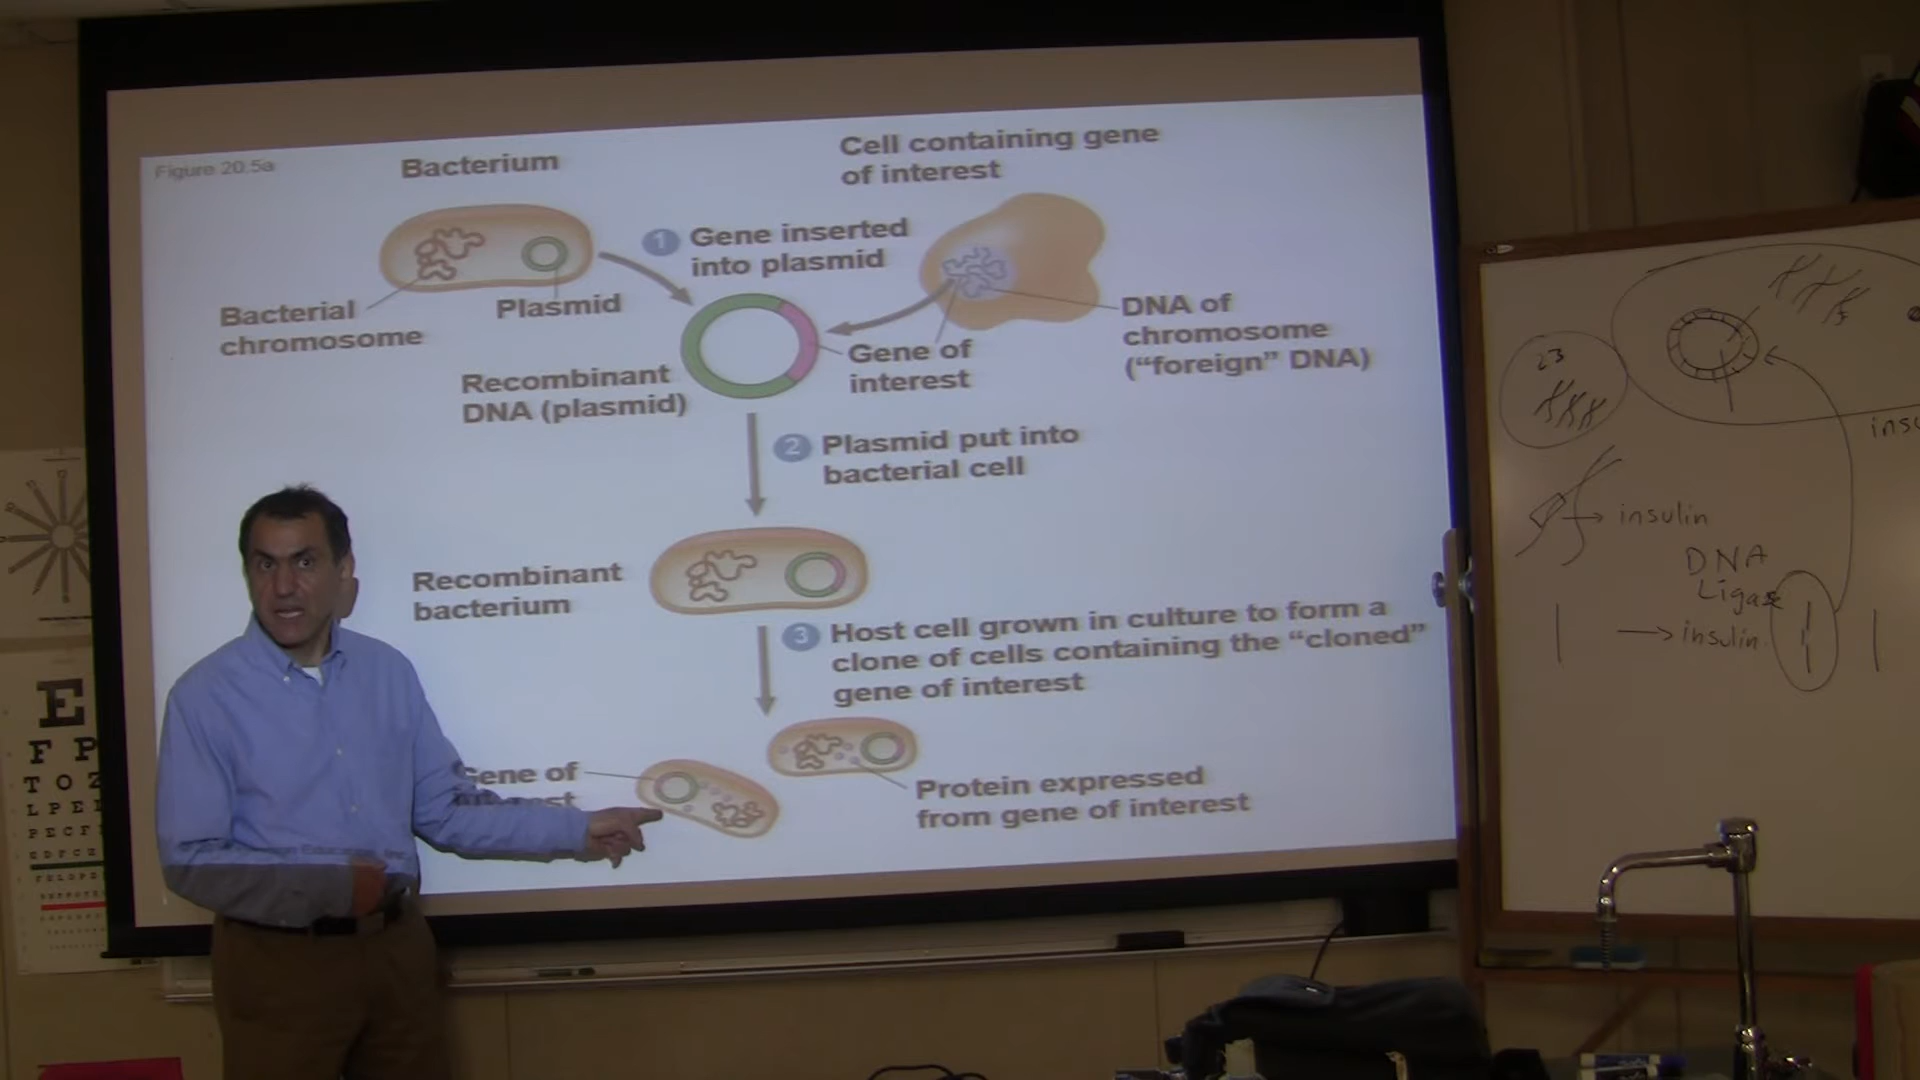 Figure 20.5a
Bacterium
Cell containing gene
of interest
1 Gene inserted
into plasmid
Bacterial
chromosome
Plasmid
DNA of
chromosome
("foreign" DNA)
Gene of
interest
Recombinant
DNA (plasmid)
2 Plasmid put into
bacterial cell
Recombinant
bacterium
3 Host cell grown in culture to form a
clone of cells containing the "cloned"
gene of interest
Gene of
Protein expressed
from gene of interest
23
insulin
DNA
Ligase
insulin
E
F P
T O Z
L P E
P E C F